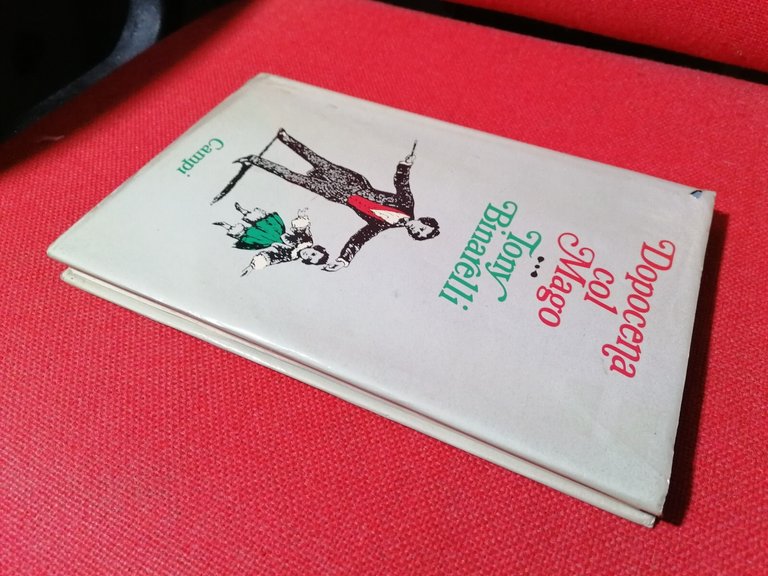 Dopocena
col
Mago
...
Tony
Binarelli
Campi